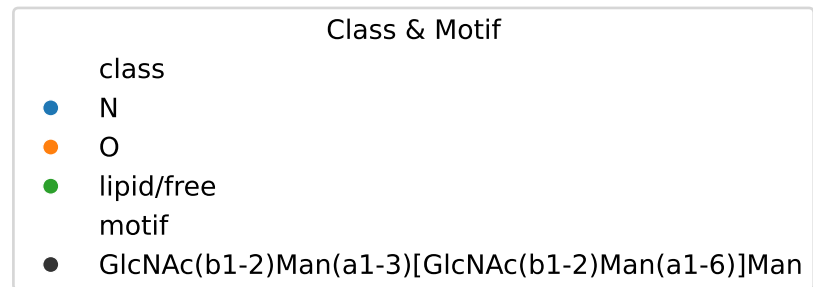 Class & Motif
class
N
O
lipid/free
motif
GlcNAc(b1-2)Man(a1-3)[GlcNAc(b1-2)Man(a1-6)]Man